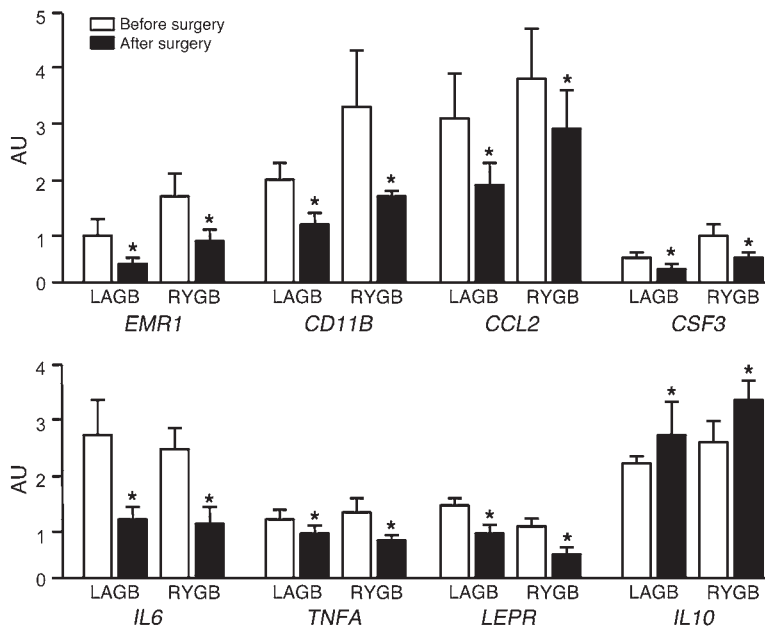 5
4
3
2
1
0
AU
Before surgery
After surgery
* * * * * * * *
LAGB RYGB LAGB RYGB LAGB RYGB LAGB RYGB
EMR1 CD11B CCL2 CSF3
4
3
2
1
0
AU
* * * * * * * *
LAGB RYGB LAGB RYGB LAGB RYGB LAGB RYGB
IL6 TNFA LEPR IL10